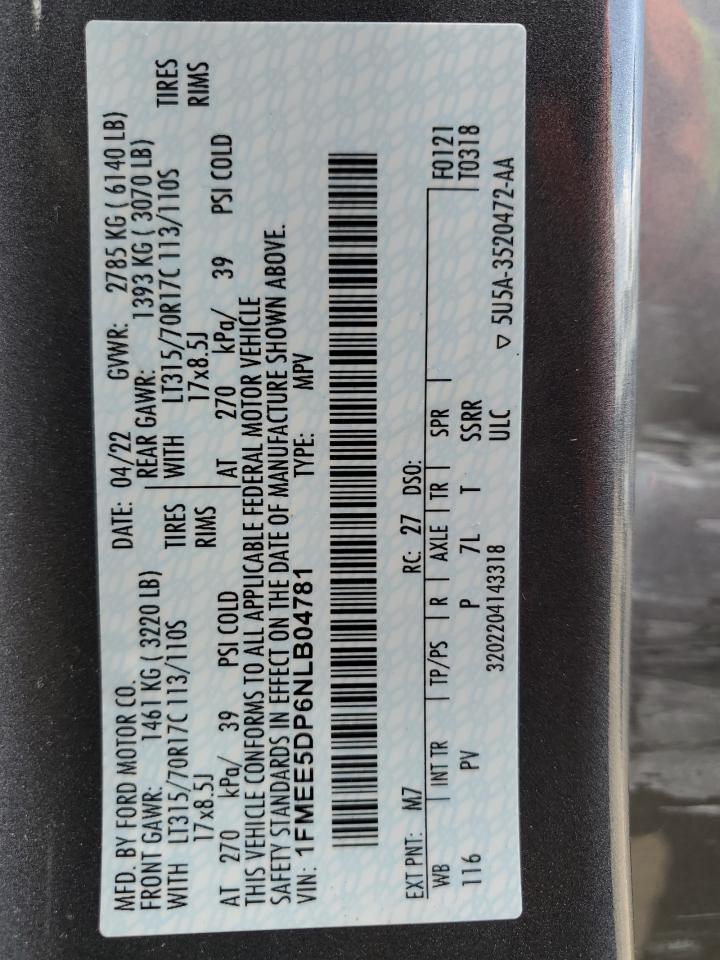 MFD. BY FORD MOTOR CO. DATE: 04/22 GVWR: 2785 KG ( 6140 LB)
FRONT GAWR: 1461 KG ( 3220 LB) REAR GAWR: 1393 KG ( 3070 LB)
WITH LT315/70R17C 113/110S TIRES WITH LT315/70R17C 113/110S TIRES
17x8.5J RIMS 17x8.5J RIMS
AT 270 kPa/ 39 PSI COLD AT 270 kPa/ 39 PSI COLD
THIS VEHICLE CONFORMS TO ALL APPLICABLE FEDERAL MOTOR VEHICLE
SAFETY STANDARDS IN EFFECT ON THE DATE OF MANUFACTURE SHOWN ABOVE.
VIN: 1FMEE5DP6NLB04781 TYPE: MPV
EXT PNT: M7 RC: 27 DSO:
WB INT TR TP/PS R AXLE TR SPR F0121
116 PV P 7L T SSRR T0318
3202204143318 ULC
▽ 5U5A-3520472-AA